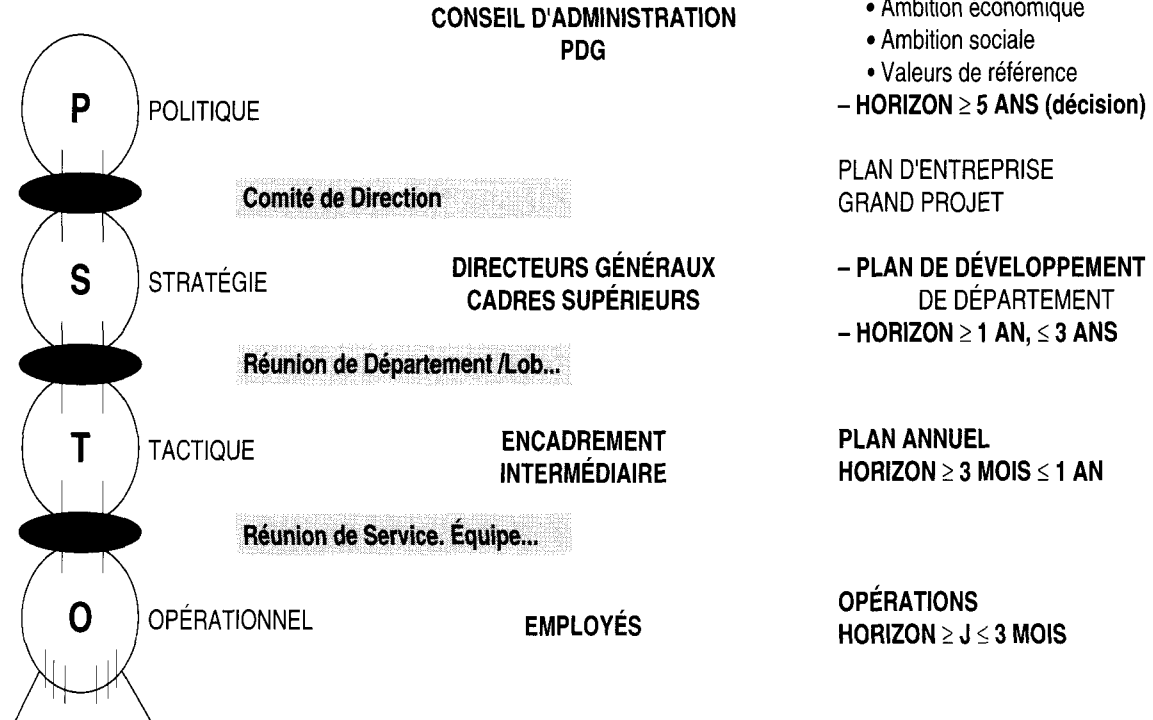 CONSEIL D'ADMINISTRATION
PDG
• Ambition économique
• Ambition sociale
• Valeurs de référence
– HORIZON ≥ 5 ANS (décision)
P
POLITIQUE
PLAN D'ENTREPRISE
GRAND PROJET
Comité de Direction
S
STRATÉGIE
DIRECTEURS GÉNÉRAUX
CADRES SUPÉRIEURS
– PLAN DE DÉVELOPPEMENT
DE DÉPARTEMENT
– HORIZON ≥ 1 AN, ≤ 3 ANS
Réunion de Département /Lob...
T
TACTIQUE
ENCADREMENT
INTERMÉDIAIRE
PLAN ANNUEL
HORIZON ≥ 3 MOIS ≤ 1 AN
Réunion de Service. Équipe...
O
OPÉRATIONNEL
EMPLOYÉS
OPÉRATIONS
HORIZON ≥ J ≤ 3 MOIS